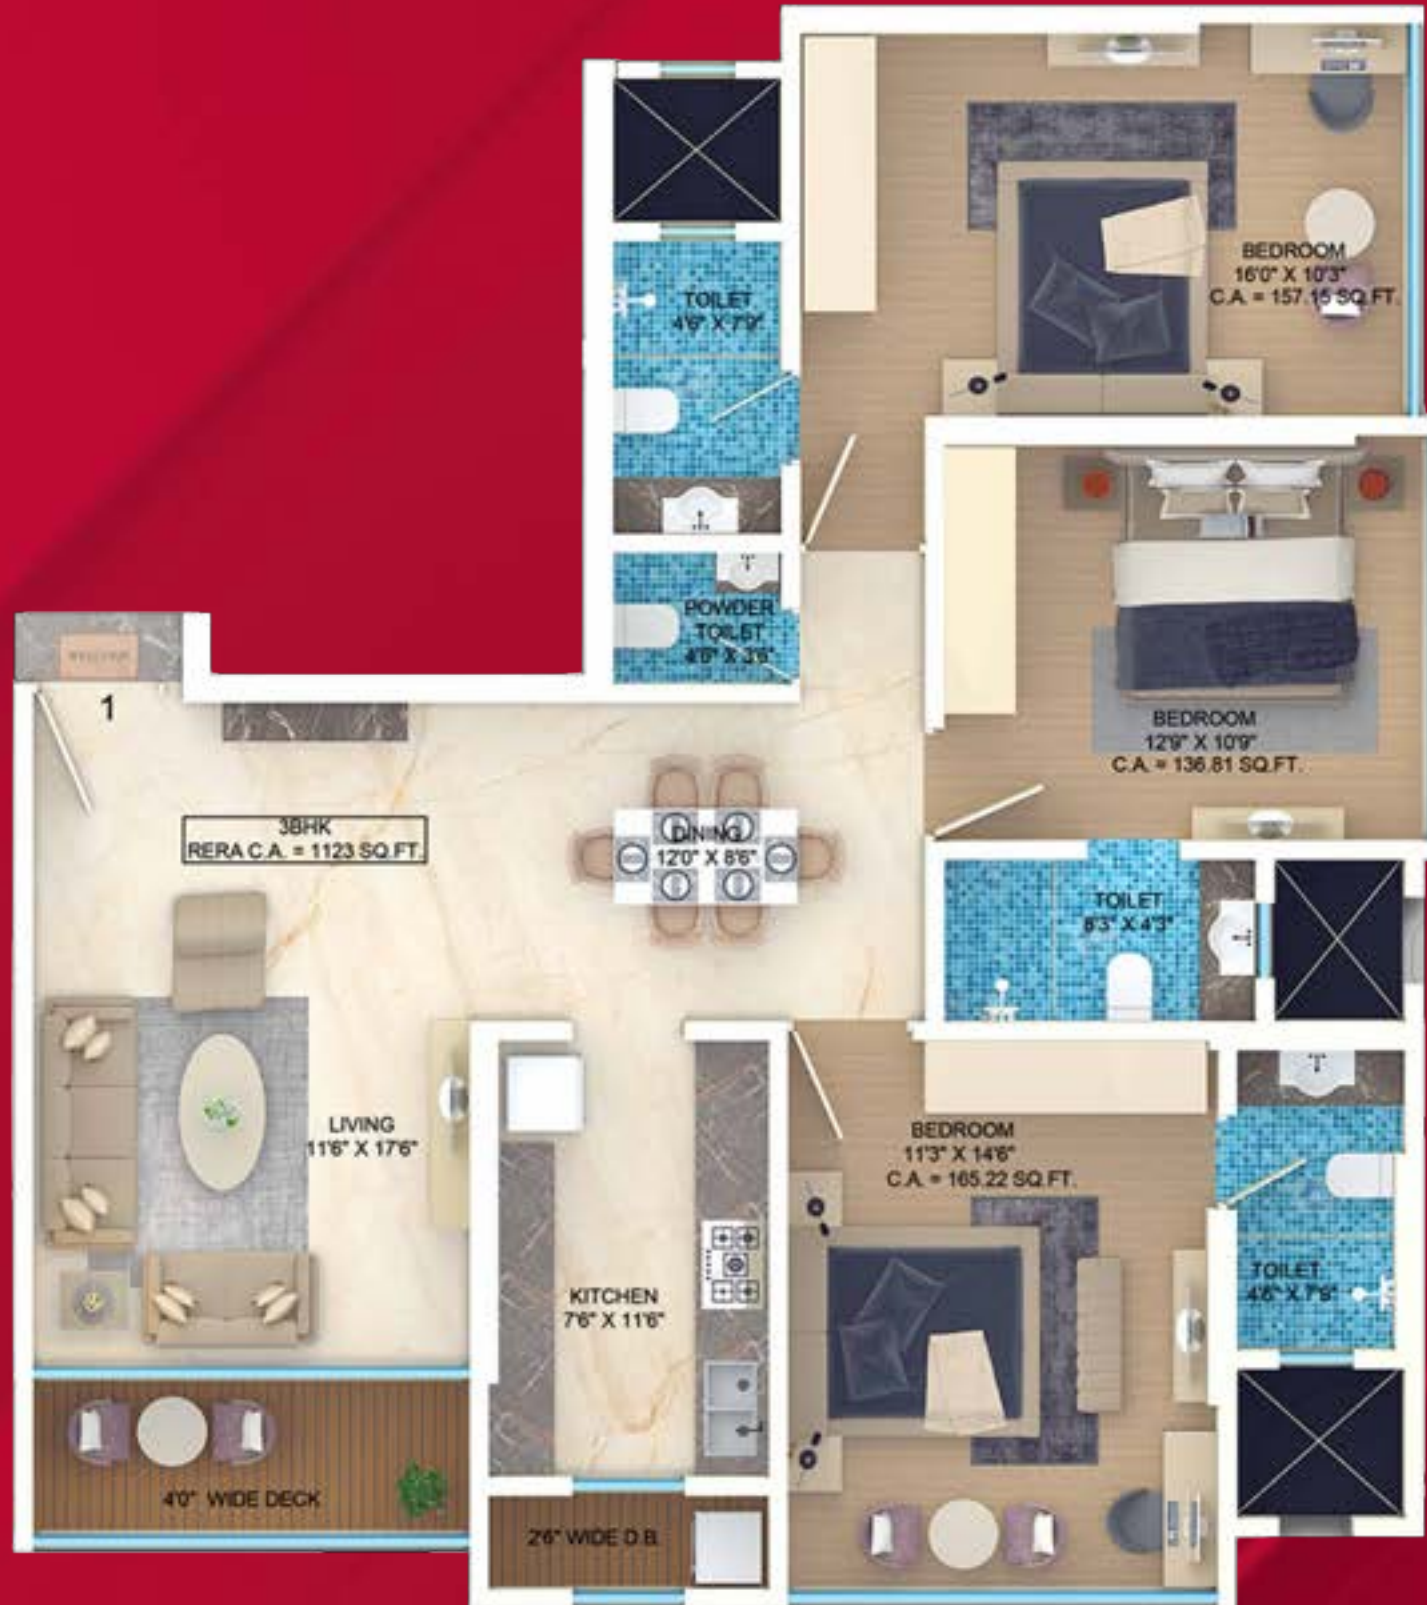 BEDROOM
16'0" X 10'3"
C.A. = 157.15 SQ.FT.
TOILET
4'6" X 7'9"
POWDER
TOILET
4'6" X 3'6"
WELCOME
1
BEDROOM
12'9" X 10'9"
C.A. = 136.81 SQ.FT.
3BHK
RERA C.A. = 1123 SQ.FT.
DINING
12'0" X 8'6"
TOILET
8'3" X 4'3"
LIVING
11'6" X 17'6"
BEDROOM
11'3" X 14'6"
C.A. = 165.22 SQ.FT.
KITCHEN
7'6" X 11'6"
TOILET
4'6" X 7'9"
4'0" WIDE DECK
2'6" WIDE D.B.